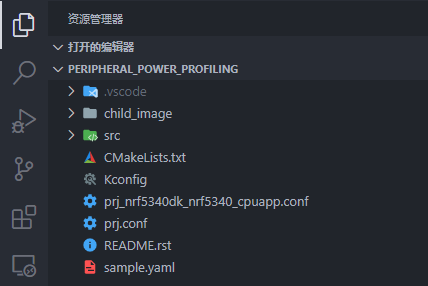 资源管理器
打开的编辑器
PERIPHERAL_POWER_PROFILING
.vscode
child_image
src
CMakeLists.txt
Kconfig
prj_nrf5340dk_nrf5340_cpuapp.conf
prj.conf
README.rst
sample.yaml